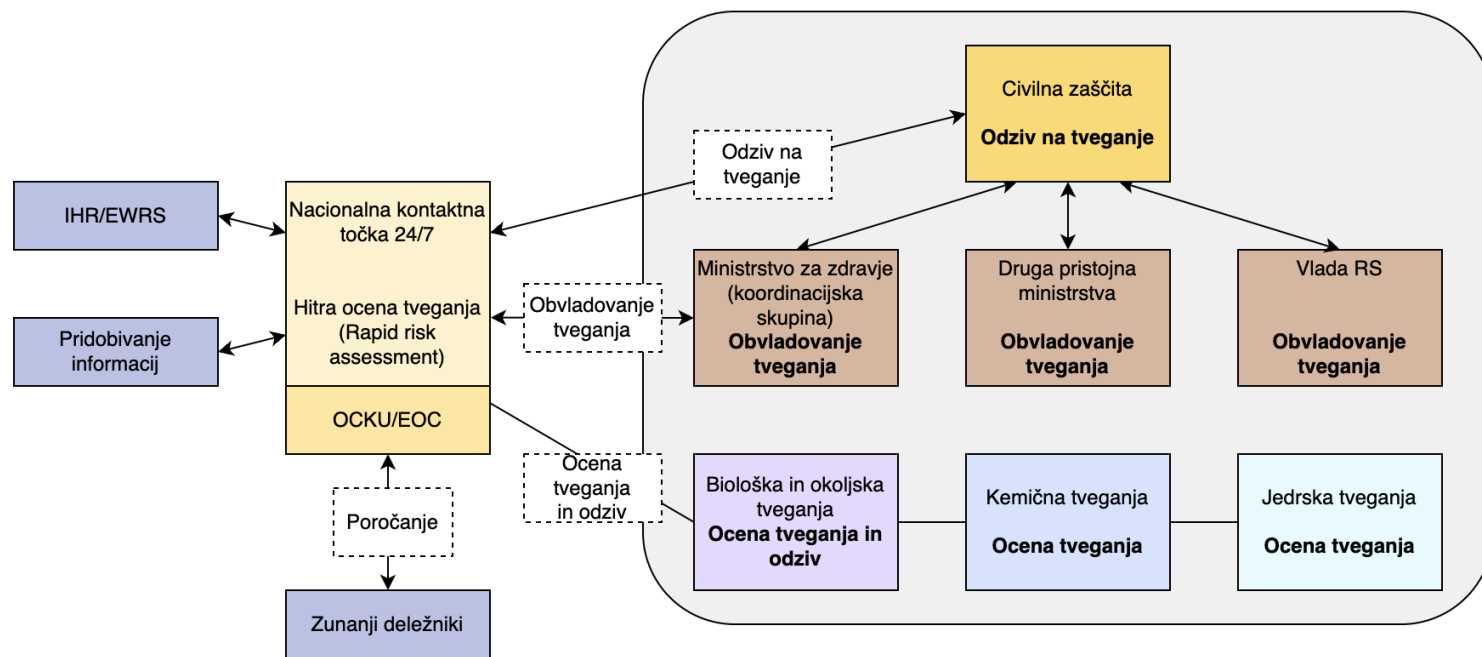 Civilna zaščita
Odziv na tveganje
Odziv na
tveganje
IHR/EWRS
Nacionalna kontaktna
točka 24/7
Hitra ocena tveganja
(Rapid risk
assessment)
Pridobivanje
informacij
OCKU/EOC
Obvladovanje
tveganja
Ministrstvo za zdravje
(koordinacijska
skupina)
Obvladovanje
tveganja
Druga pristojna
ministrstva
Obvladovanje
tveganja
Vlada RS
Obvladovanje
tveganja
Ocena
tveganja
in odziv
Biološka in okoljska
tveganja
Ocena tveganja in
odziv
Kemična tveganja
Ocena tveganja
Jedrska tveganja
Ocena tveganja
Poročanje
Zunanji deležniki